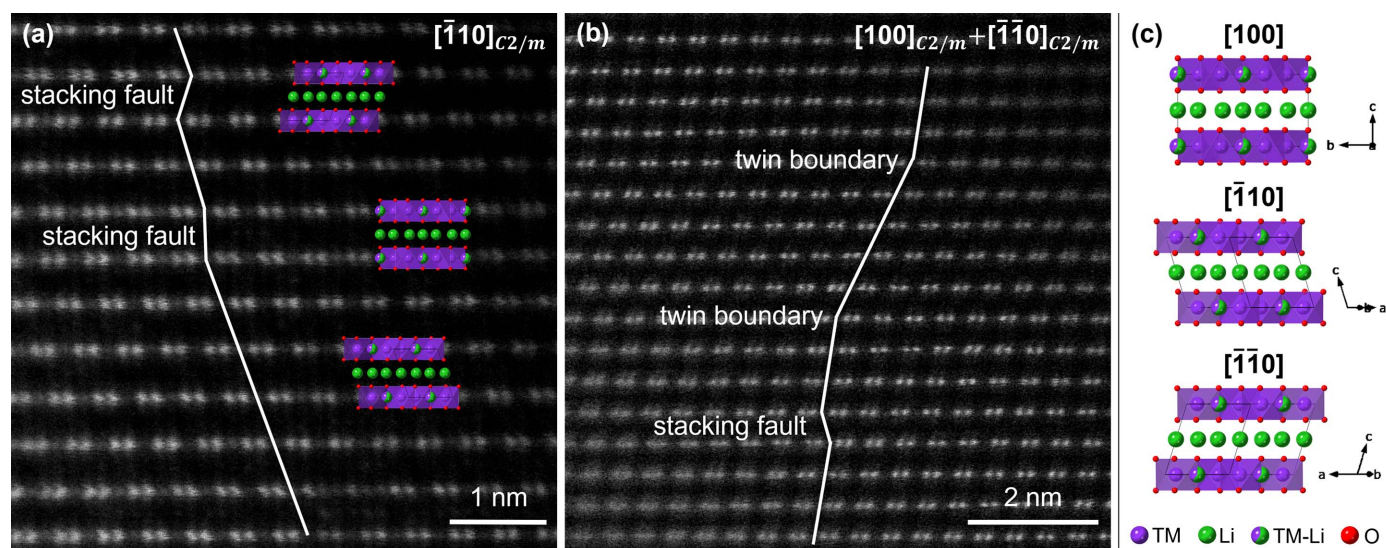 (a)
[1̄10]C2/m
stacking fault
stacking fault
1 nm
(b)
[100]C2/m+[1̄1̄0]C2/m
twin boundary
twin boundary
stacking fault
2 nm
(c)
[100]
c
b
a
[1̄10]
c
b
a
[1̄1̄0]
c
a
b
TM
Li
TM-Li
O